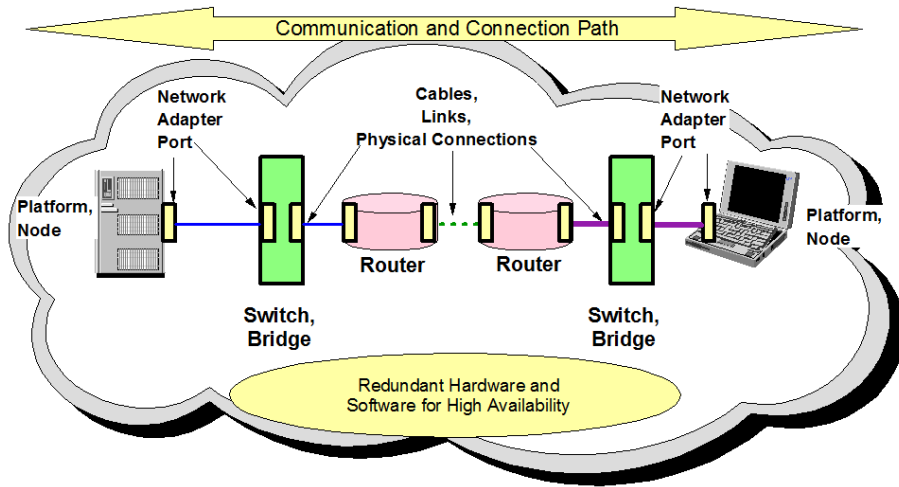 Communication and Connection Path
Network
Adapter
Port
Cables,
Links,
Physical Connections
Network
Adapter
Port
Platform,
Node
Platform,
Node
Router
Router
Switch,
Bridge
Switch,
Bridge
Redundant Hardware and
Software for High Availability